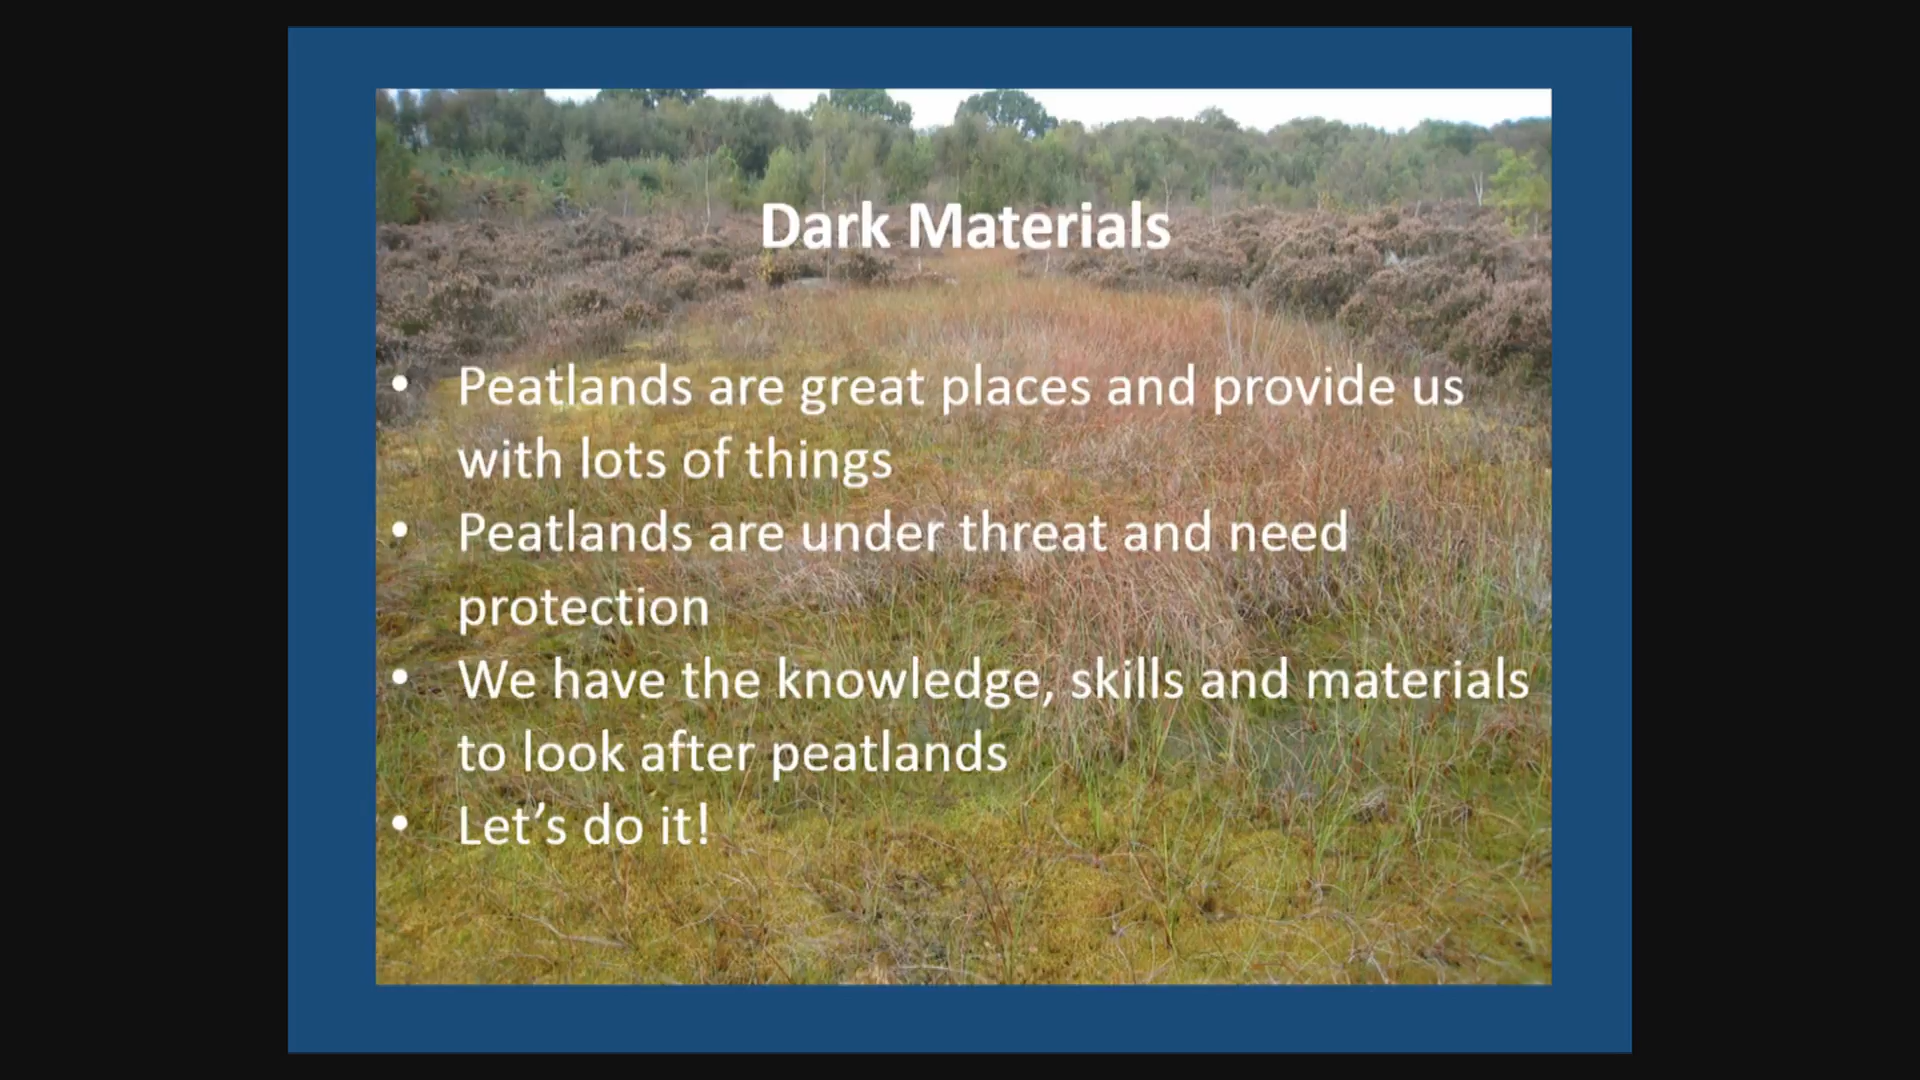 Dark Materials
• Peatlands are great places and provide us
with lots of things
• Peatlands are under threat and need
protection
• We have the knowledge, skills and materials
to look after peatlands
• Let’s do it!